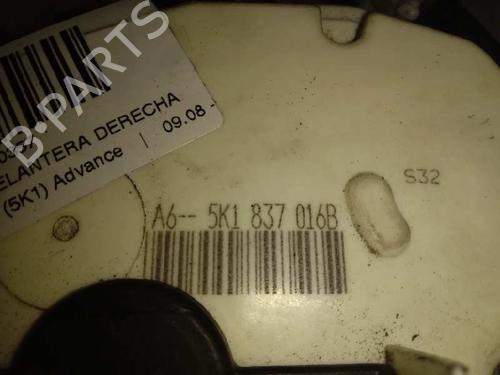 B-PARTS
ELANTERA DERECHA
(5K1) Advance | 09.08 -
S32
A6-- 5K1 837 016B